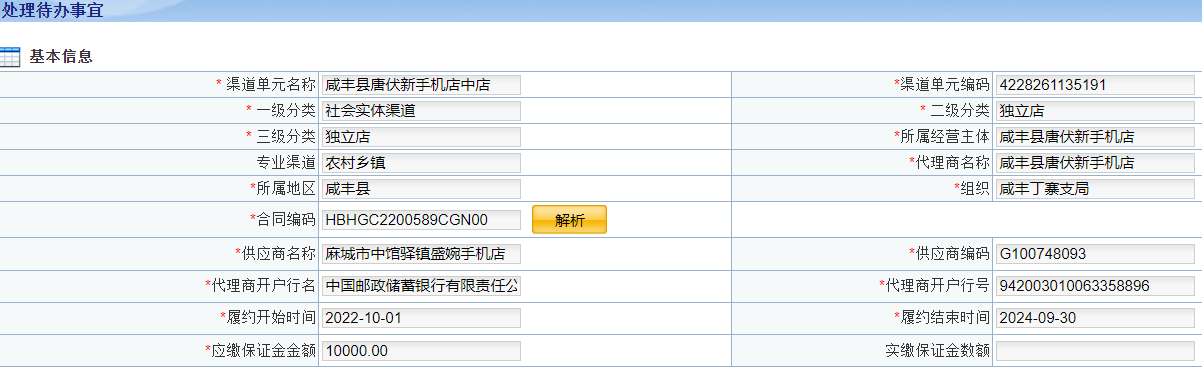 处理待办事宜
基本信息
* 渠道单元名称 咸丰县唐伏新手机店中店 *渠道单元编码 4228261135191
* 一级分类 社会实体渠道 * 二级分类 独立店
* 三级分类 独立店 *所属经营主体 咸丰县唐伏新手机店
专业渠道 农村乡镇 *代理商名称 咸丰县唐伏新手机店
*所属地区 咸丰县 *组织 咸丰丁寨支局
*合同编码 HBHGC2200589CGN00 解析
*供应商名称 麻城市中馆驿镇盛婉手机店 *供应商编码 G100748093
*代理商开户行名 中国邮政储蓄银行有限责任公 *代理商开户行号 942003010063358896
*履约开始时间 2022-10-01 *履约结束时间 2024-09-30
*应缴保证金金额 10000.00 实缴保证金数额